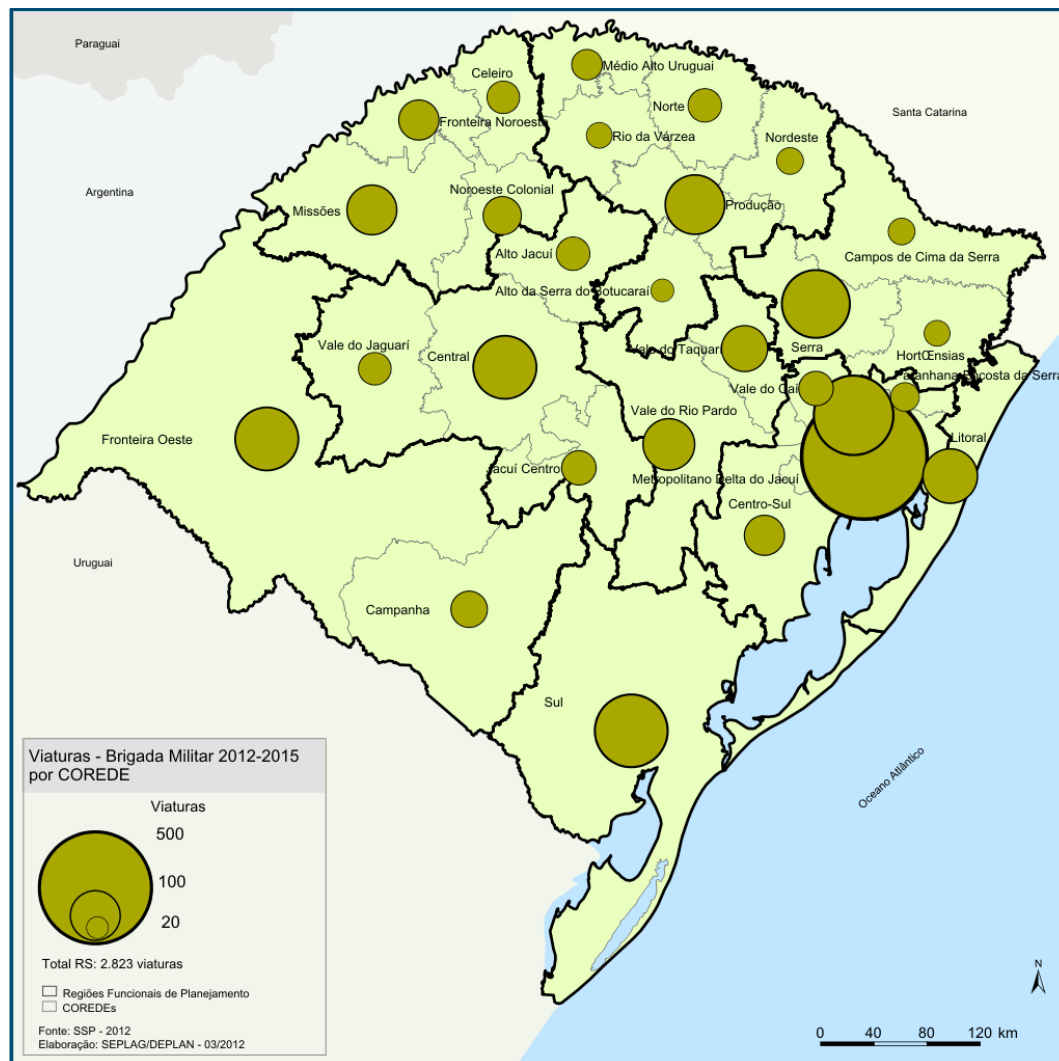 Paraguai
Celeiro
Médio Alto Uruguai
Norte
Fronteira Noroeste
Rio da Várzea
Nordeste
Santa Catarina
Argentina
Missões
Noroeste Colonial
Produção
Alto Jacuí
Campos de Cima da Serra
Alto da Serra do Botucaraí
Vale do Jaguarí
Central
Vale do Taquari
Serra
HortŒnsias
Paranhana Encosta da Serra
Vale do Caí
Fronteira Oeste
Vale do Rio Pardo
Litoral
Jacuí Centro
Metropolitano Delta do Jacuí
Centro-Sul
Uruguai
Campanha
Sul
Oceano Atlântico
Viaturas - Brigada Militar 2012-2015
por COREDE
Viaturas
500
100
20
Total RS: 2.823 viaturas
Regiões Funcionais de Planejamento
COREDEs
Fonte: SSP - 2012
Elaboração: SEPLAG/DEPLAN - 03/2012
N
0 40 80 120 km